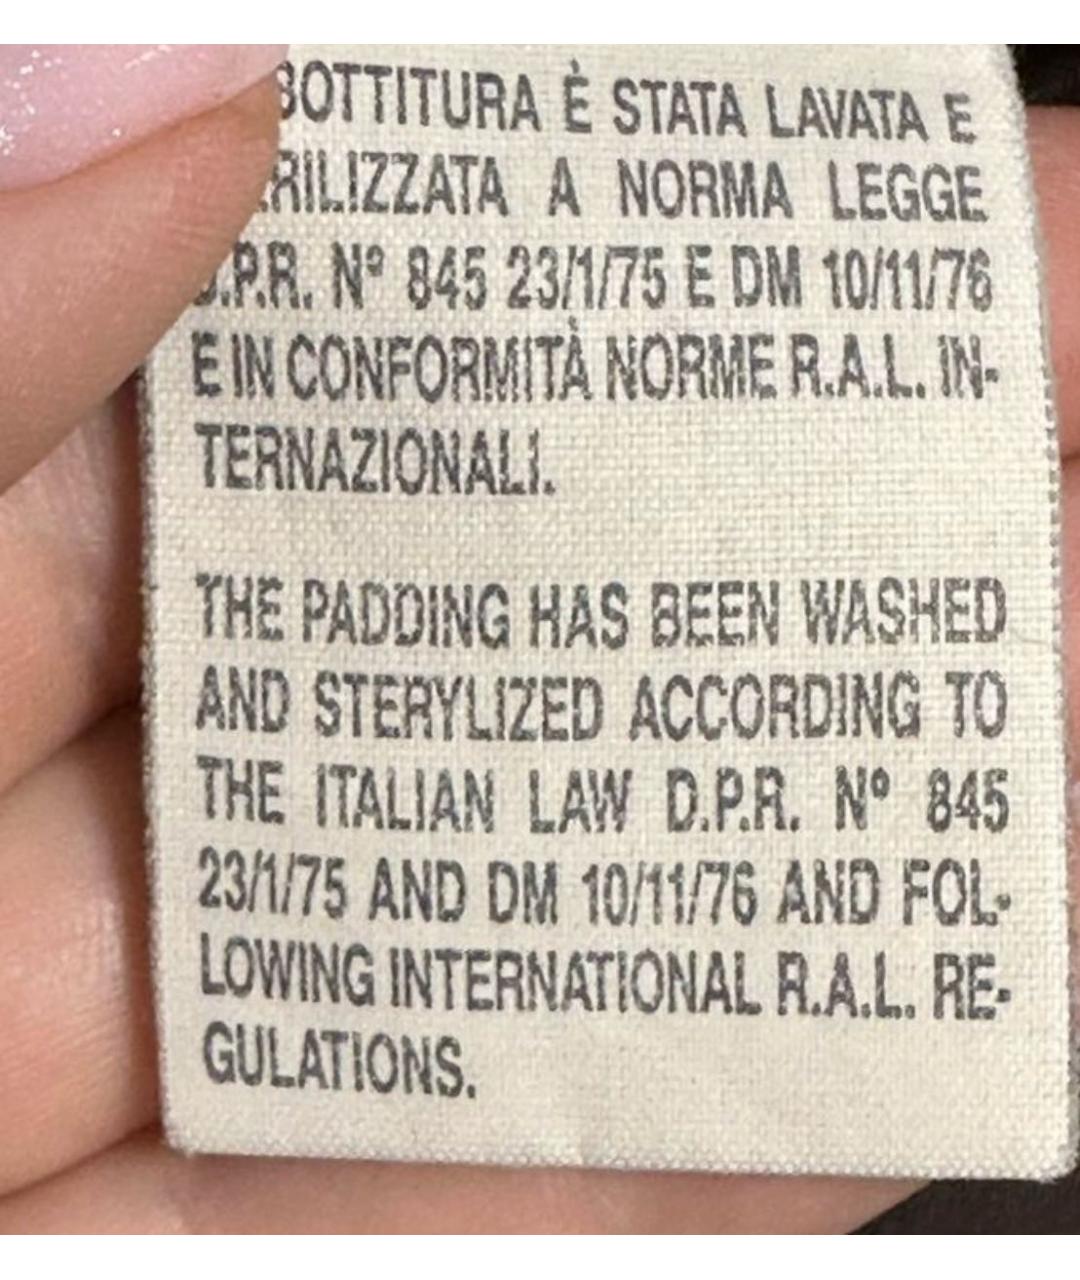 BOTTITURA È STATA LAVATA E
RILIZZATA A NORMA LEGGE
.P.R. Nº 845 23/1/75 E DM 10/11/76
E IN CONFORMITÀ NORME R.A.L. IN-
TERNAZIONALI.
THE PADDING HAS BEEN WASHED
AND STERYLIZED ACCORDING TO
THE ITALIAN LAW D.P.R. Nº 845
23/1/75 AND DM 10/11/76 AND FOL-
LOWING INTERNATIONAL R.A.L. RE-
GULATIONS.